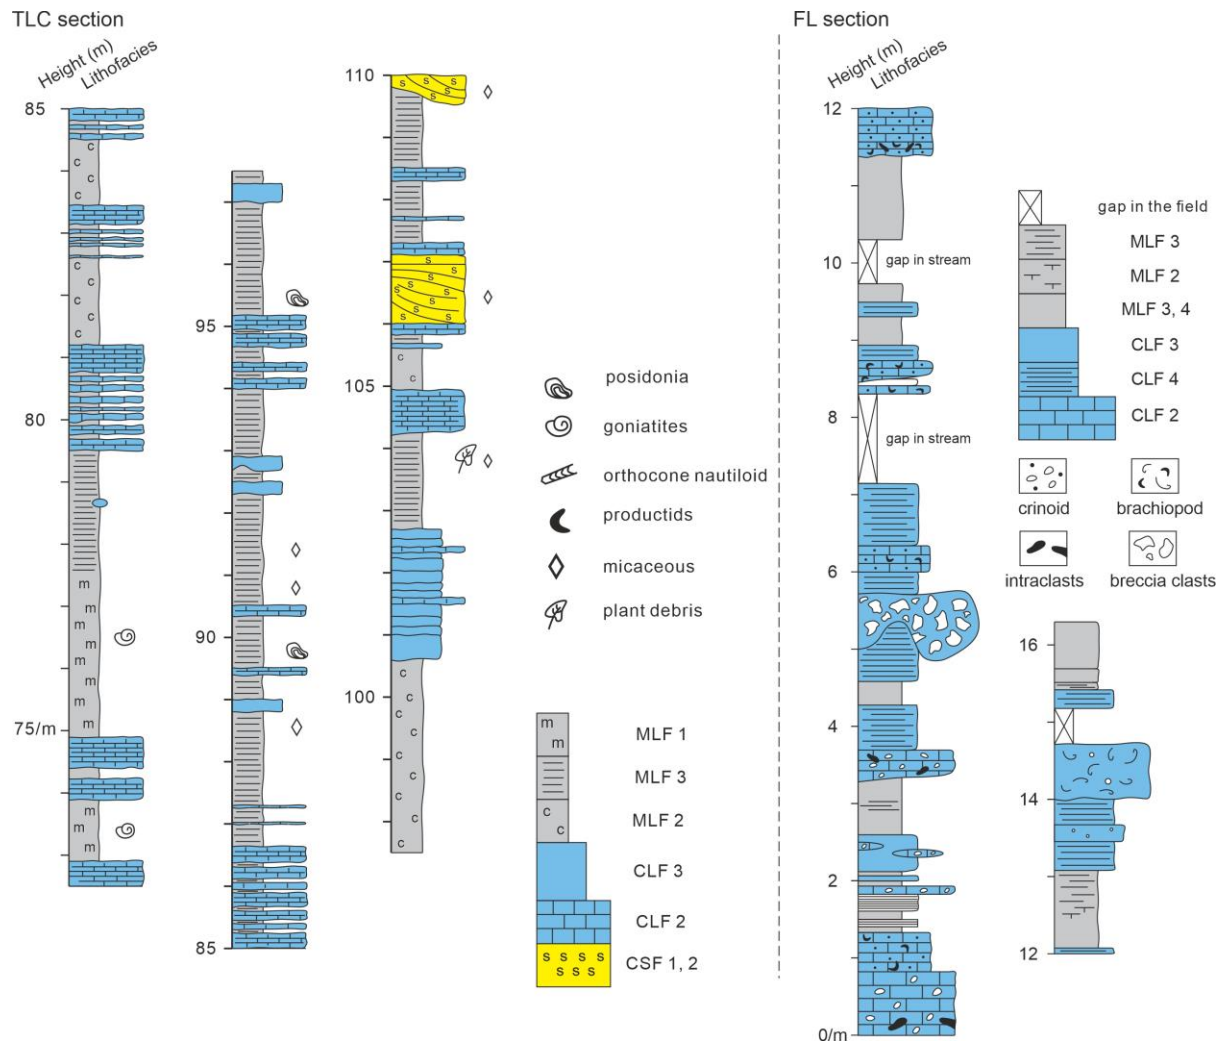 TLC section
Height (m)
Lithofacies
85
c
c
c
c
c
c
c
80
m
m
m
m
m
m
m
m
75/m
m
m
m
95
90
85
110
s s
s
s
s
s
s
s
s
s
s
c
c
105
c
c
c
c
c
c
c
c
c
100
posidonia
goniatites
orthocone nautiloid
productids
micaceous
plant debris
m
m
MLF 1
MLF 3
c
c
MLF 2
CLF 3
CLF 2
s s s s
s s s
CSF 1, 2
FL section
Height (m)
Lithofacies
12
10
gap in stream
8
gap in stream
6
4
2
0/m
gap in the field
MLF 3
MLF 2
MLF 3, 4
CLF 3
CLF 4
CLF 2
crinoid
brachiopod
intraclasts
breccia clasts
16
14
12